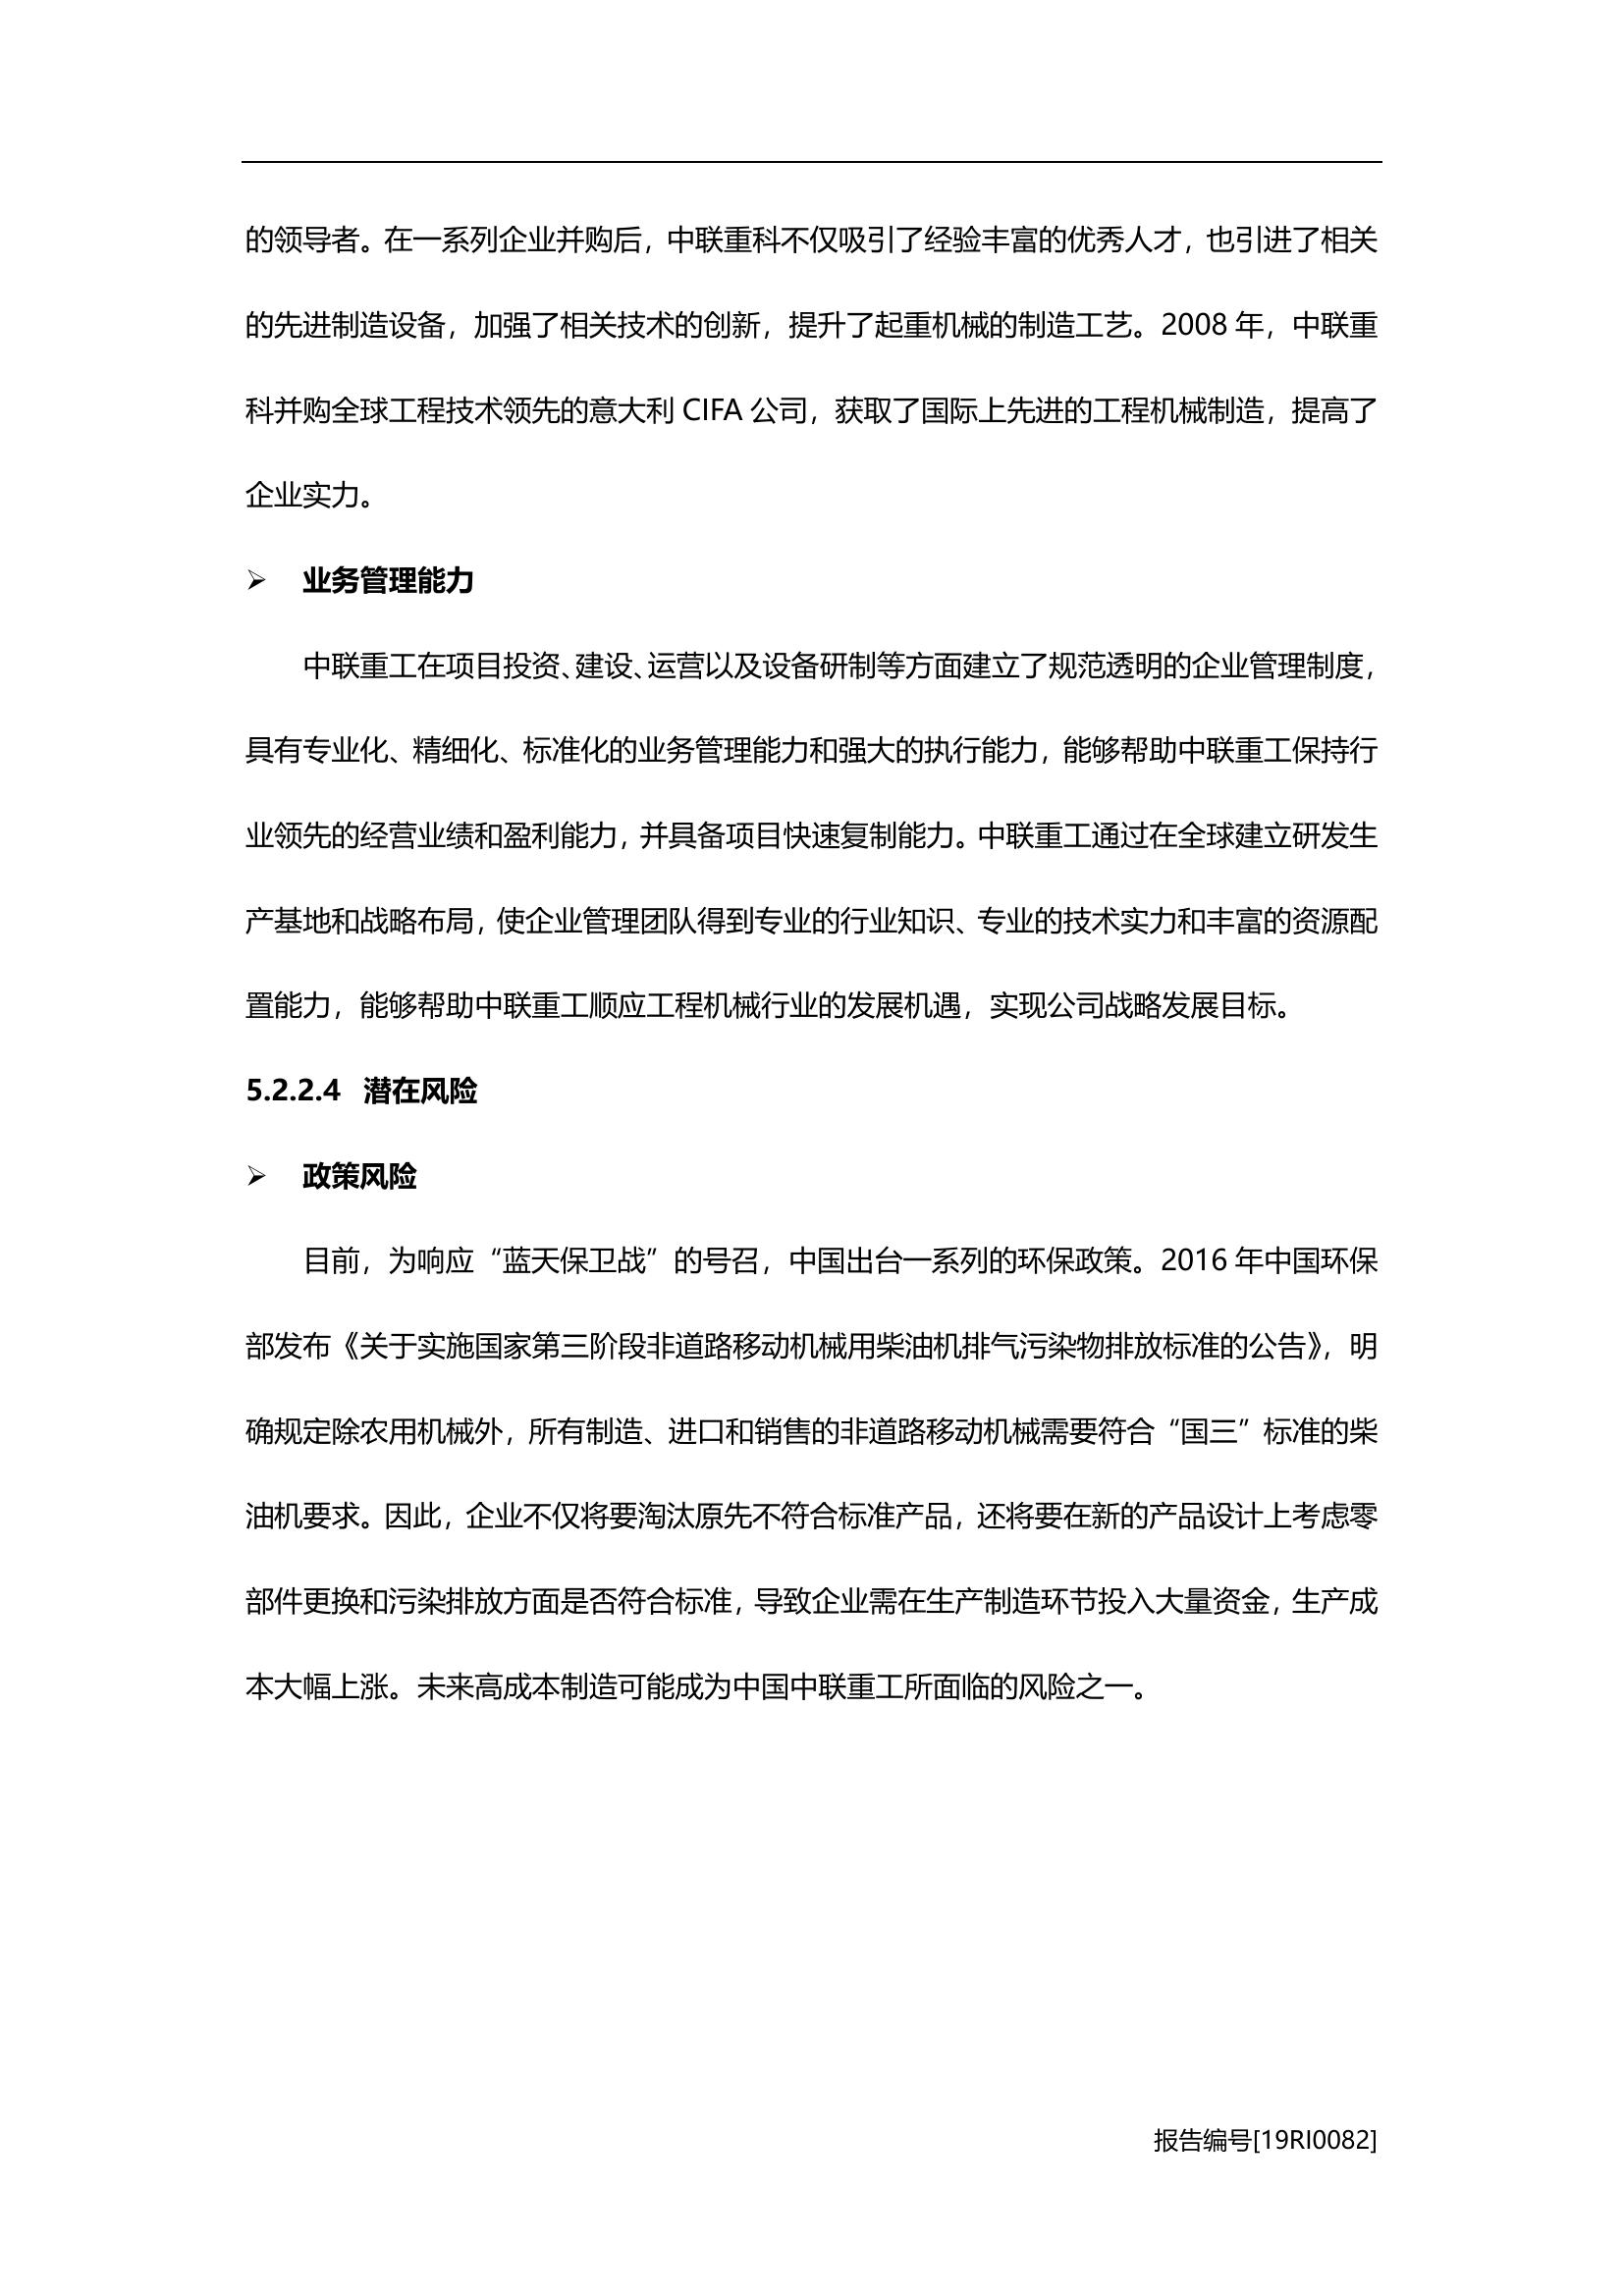 的领导者。在一系列企业并购后，中联重科不仅吸引了经验丰富的优秀人才，也引进了相关
的先进制造设备，加强了相关技术的创新，提升了起重机械的制造工艺。2008 年，中联重
科并购全球工程技术领先的意大利 CIFA 公司，获取了国际上先进的工程机械制造，提高了
企业实力。
➢ 业务管理能力
中联重工在项目投资、建设、运营以及设备研制等方面建立了规范透明的企业管理制度，
具有专业化、精细化、标准化的业务管理能力和强大的执行能力，能够帮助中联重工保持行
业领先的经营业绩和盈利能力，并具备项目快速复制能力。中联重工通过在全球建立研发生
产基地和战略布局，使企业管理团队得到专业的行业知识、专业的技术实力和丰富的资源配
置能力，能够帮助中联重工顺应工程机械行业的发展机遇，实现公司战略发展目标。
5.2.2.4 潜在风险
➢ 政策风险
目前，为响应“蓝天保卫战”的号召，中国出台一系列的环保政策。2016 年中国环保
部发布《关于实施国家第三阶段非道路移动机械用柴油机排气污染物排放标准的公告》，明
确规定除农用机械外，所有制造、进口和销售的非道路移动机械需要符合“国三”标准的柴
油机要求。因此，企业不仅将要淘汰原先不符合标准产品，还将要在新的产品设计上考虑零
部件更换和污染排放方面是否符合标准，导致企业需在生产制造环节投入大量资金，生产成
本大幅上涨。未来高成本制造可能成为中国中联重工所面临的风险之一。
报告编号[19RI0082]